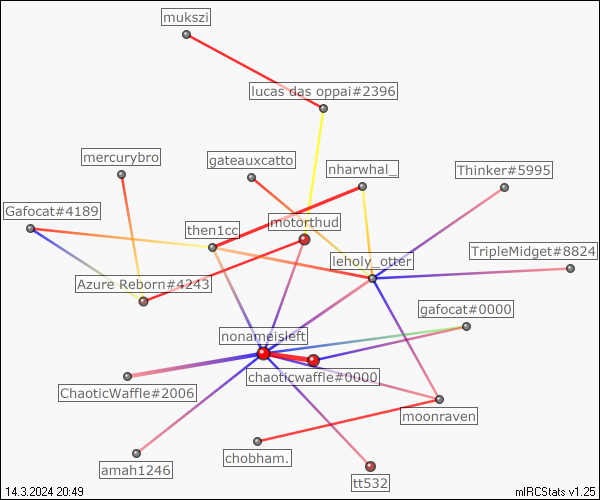 mukszi
lucas das oppai#2396
mercurybro
gateauxcatto
nharwhal_
Thinker#5995
Gafocat#4189
then1cc
motorthud
leholy_otter
TripleMidget#8824
Azure Reborn#4243
gafocat#0000
nonameisleft
chaoticwaffle#0000
ChaoticWaffle#2006
moonraven
chobham.
amah1246
tt532
14.3.2024 20:49
mIRCStats v1.25